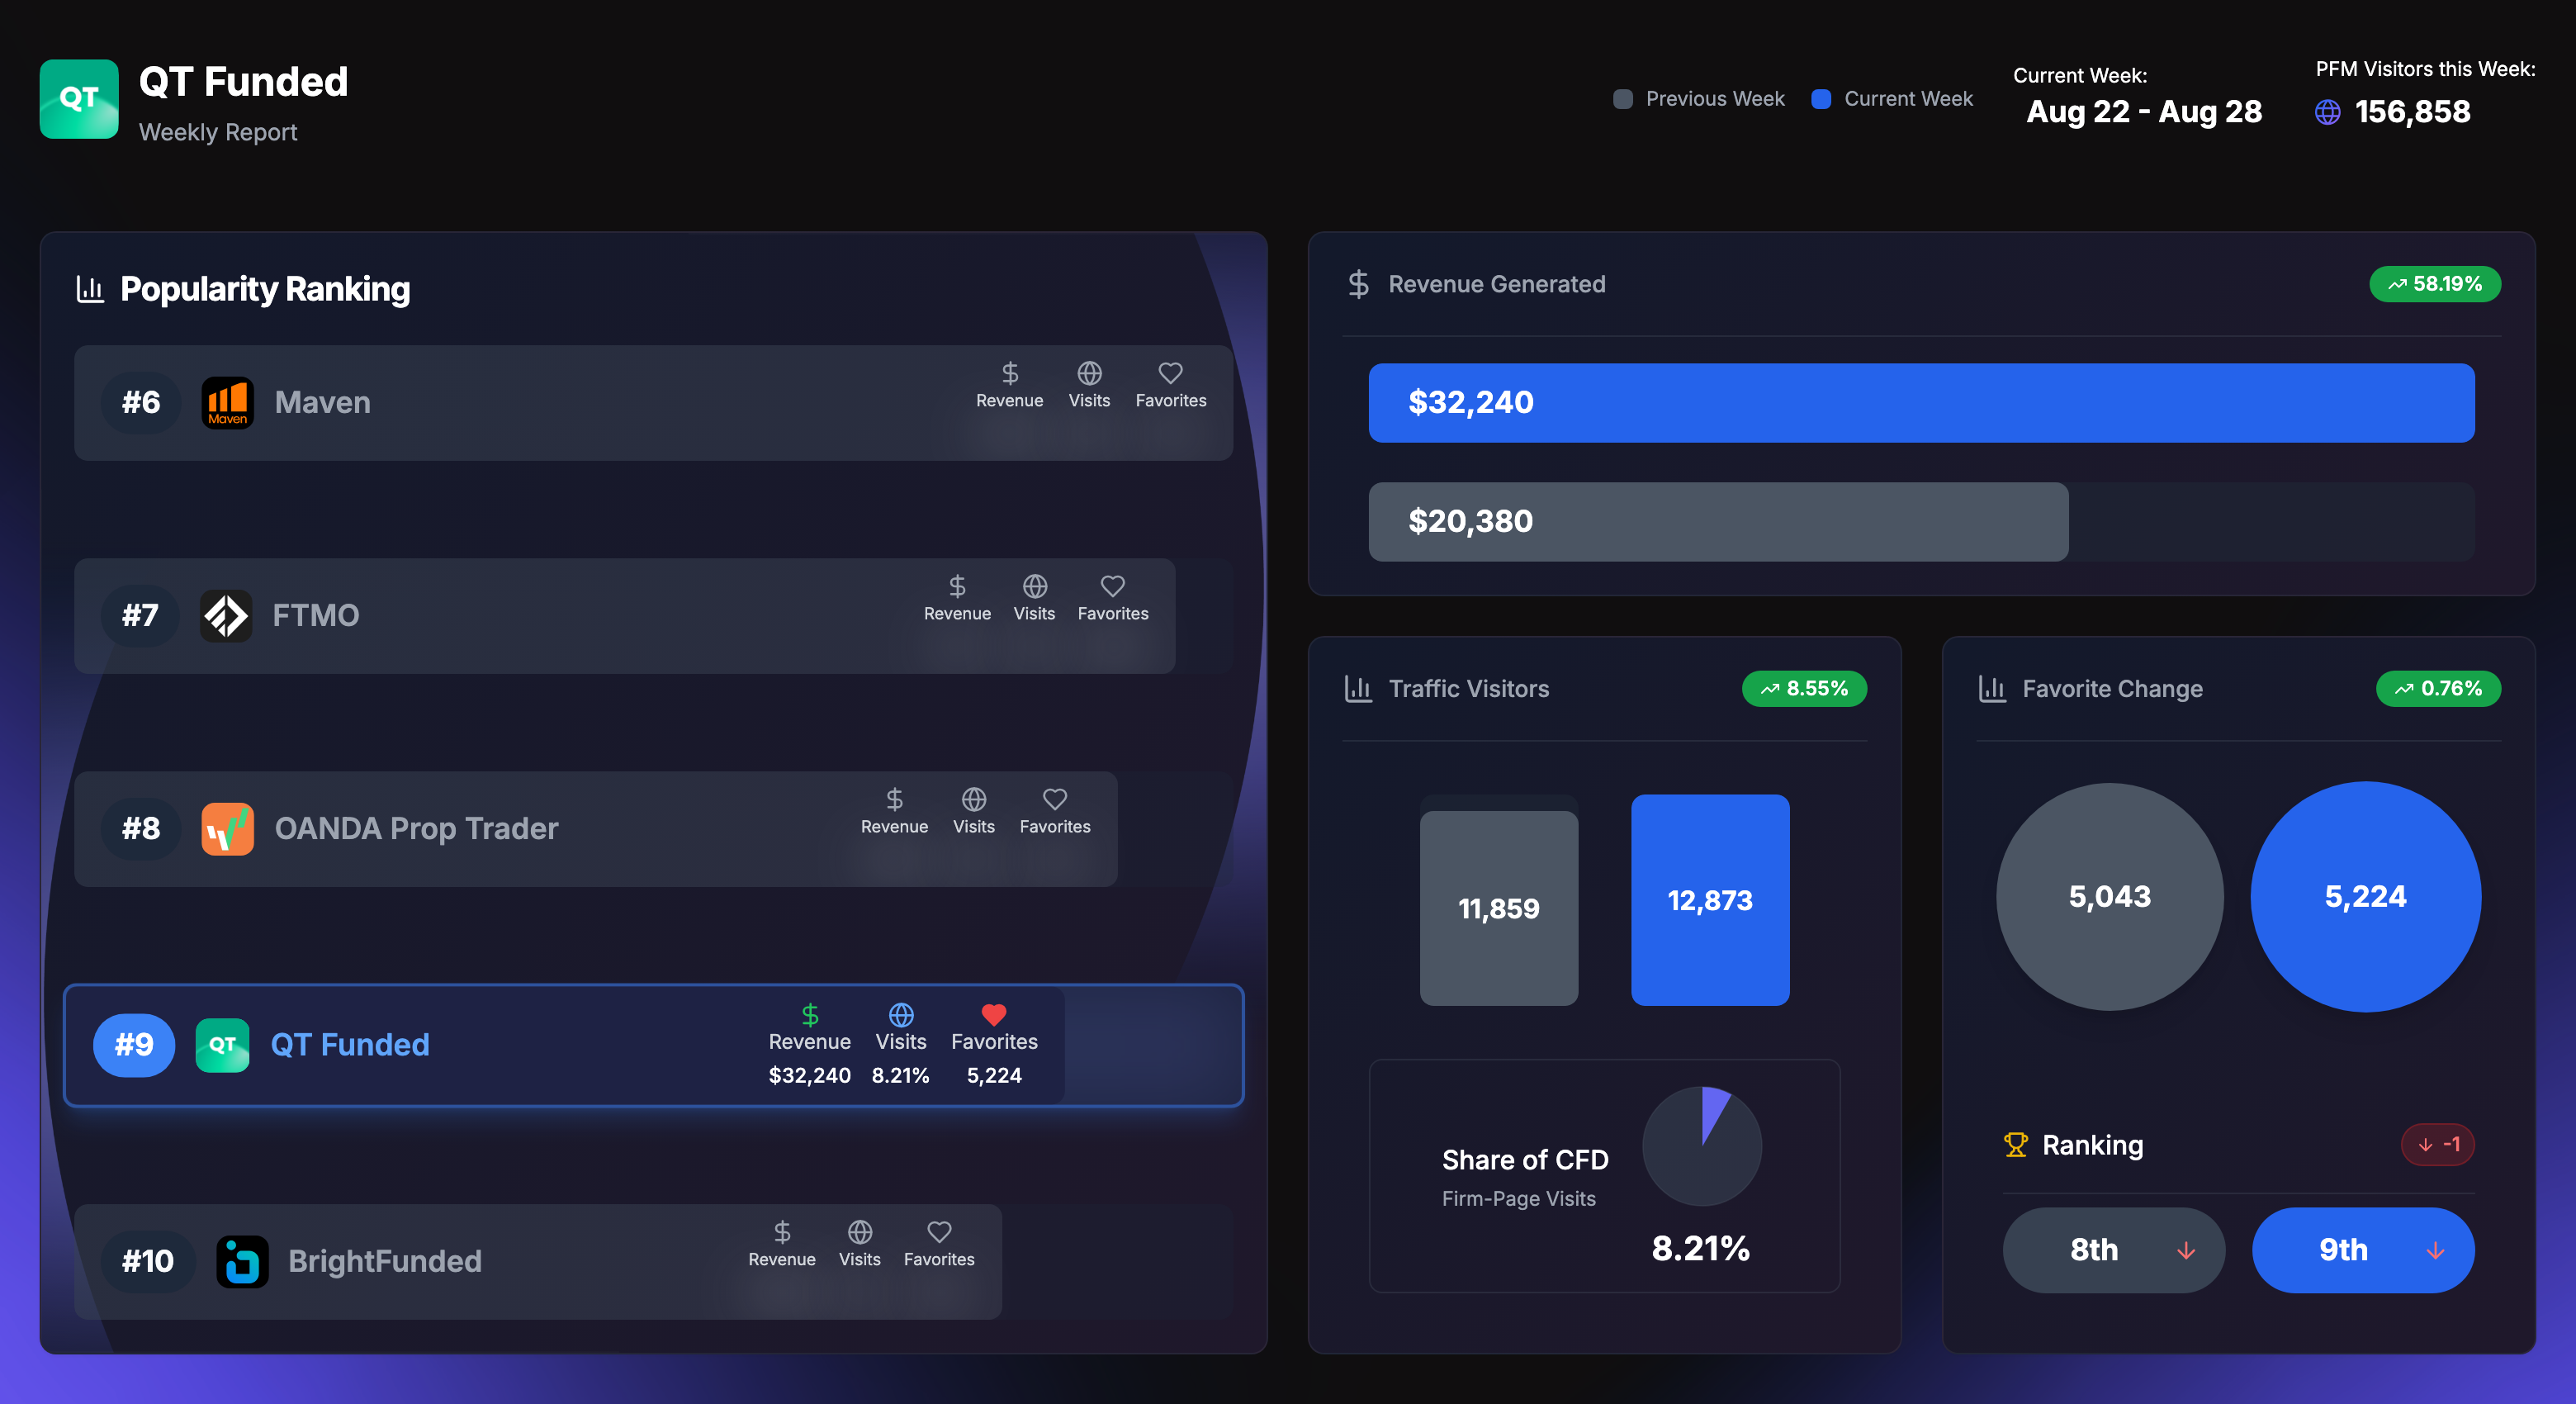 QT
QT Funded
Weekly Report
Previous Week
Current Week
Current Week:
Aug 22 - Aug 28
PFM Visitors this Week:
156,858
Popularity Ranking
#6
Maven
Maven
Revenue
Visits
Favorites
#7
FTMO
Revenue
Visits
Favorites
#8
OANDA Prop Trader
Revenue
Visits
Favorites
#9
QT
QT Funded
Revenue
Visits
Favorites
$32,240
8.21%
5,224
#10
BrightFunded
Revenue
Visits
Favorites
Revenue Generated
58.19%
$32,240
$20,380
Traffic Visitors
8.55%
11,859
12,873
Share of CFD
Firm-Page Visits
8.21%
Favorite Change
0.76%
5,043
5,224
Ranking
-1
8th
9th